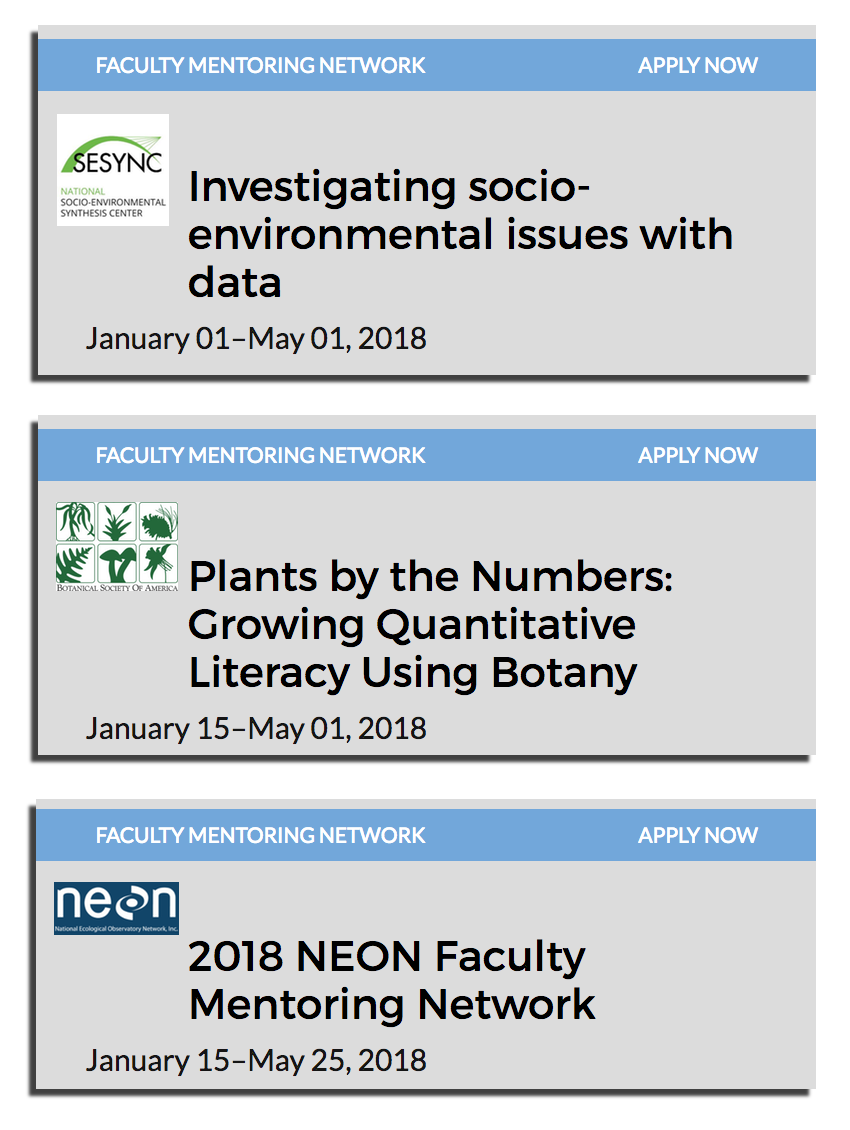 FACULTY MENTORING NETWORK APPLY NOW
SESYNC
NATIONAL
SOCIO-ENVIRONMENTAL
SYNTHESIS CENTER
Investigating socio-
environmental issues with
data
January 01–May 01, 2018
FACULTY MENTORING NETWORK APPLY NOW
BOTANICAL SOCIETY OF AMERICA
Plants by the Numbers:
Growing Quantitative
Literacy Using Botany
January 15–May 01, 2018
FACULTY MENTORING NETWORK APPLY NOW
neon
National Ecological Observatory Network, Inc.
2018 NEON Faculty
Mentoring Network
January 15–May 25, 2018